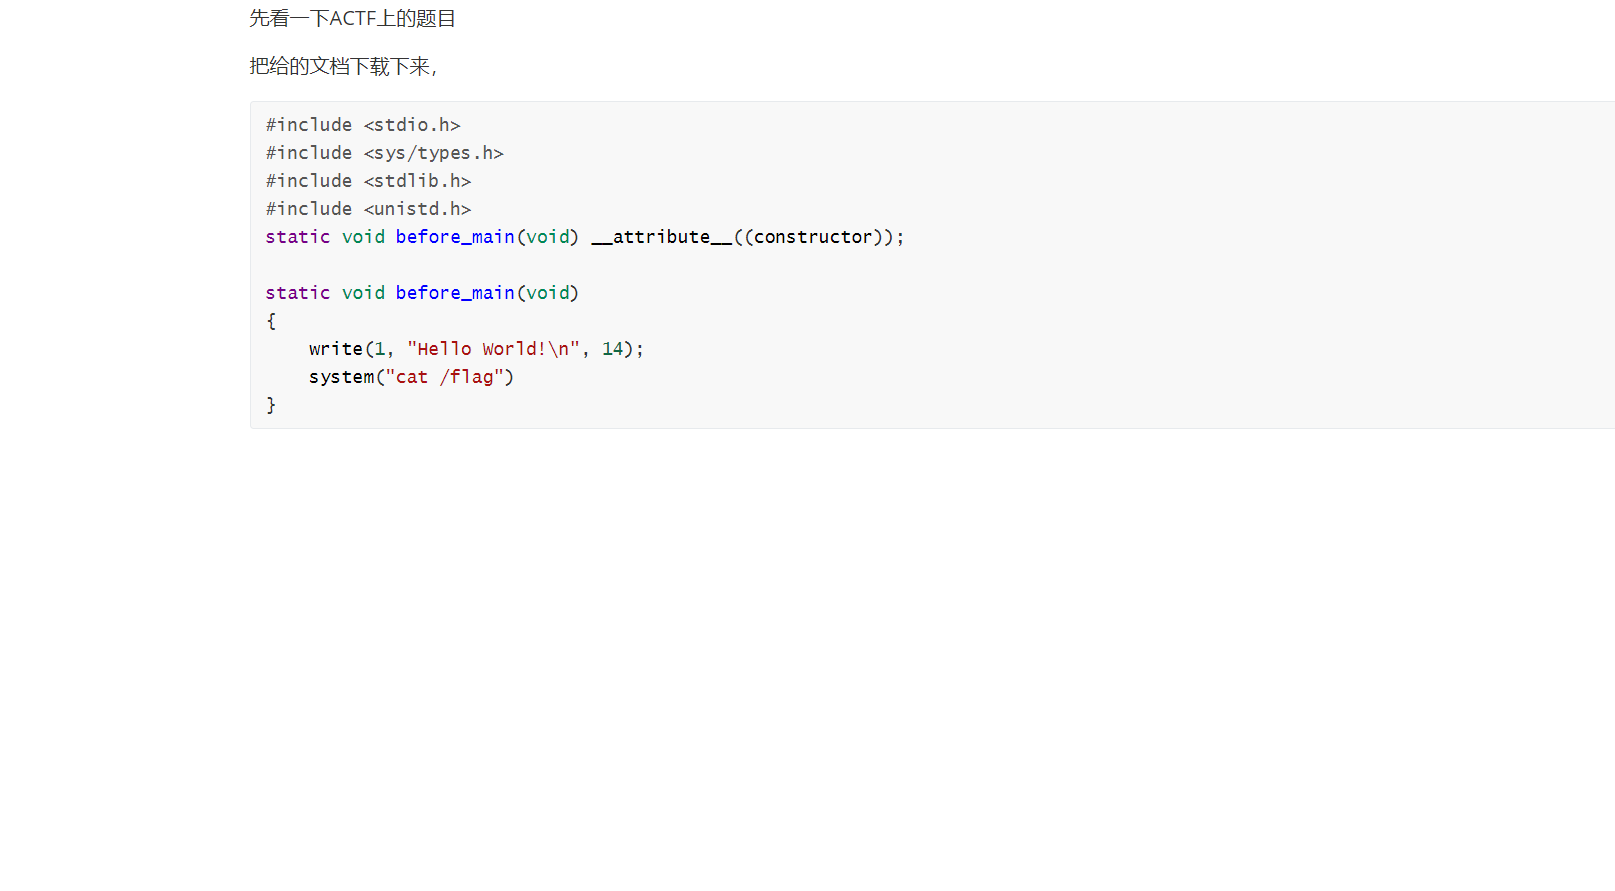 先看一下ACTF上的题目
把给的文档下载下来，
#include <stdio.h>
#include <sys/types.h>
#include <stdlib.h>
#include <unistd.h>
static void before_main(void) __attribute__((constructor));
static void before_main(void)
{
    write(1, "Hello World!\n", 14);
    system("cat /flag")
}